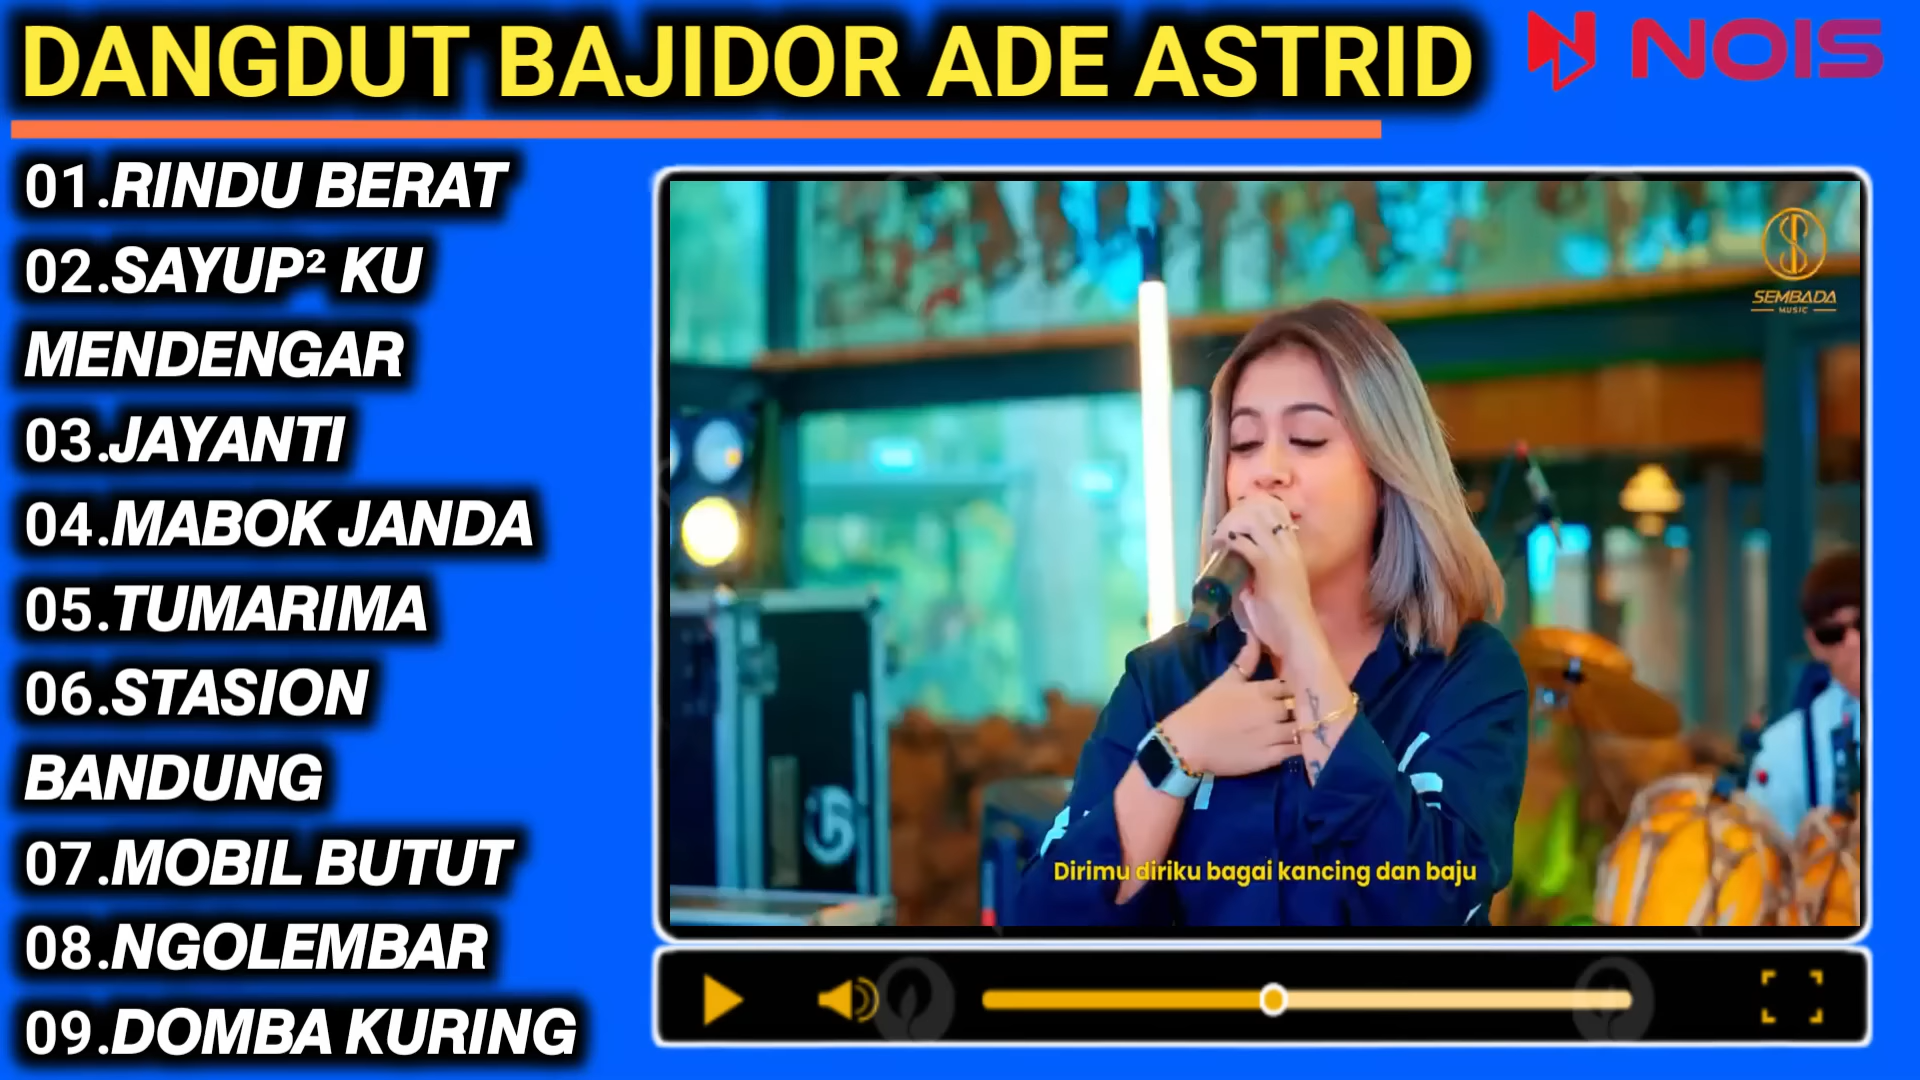 DANGDUT BAJIDOR ADE ASTRID
NOIS
01.RINDU BERAT
02.SAYUP² KU
MENDENGAR
03.JAYANTI
04.MABOK JANDA
05.TUMARIMA
06.STASION
BANDUNG
07.MOBIL BUTUT
08.NGOLEMBAR
09.DOMBA KURING
SEMBADA
MUSIC
Dirimu diriku bagai kancing dan baju